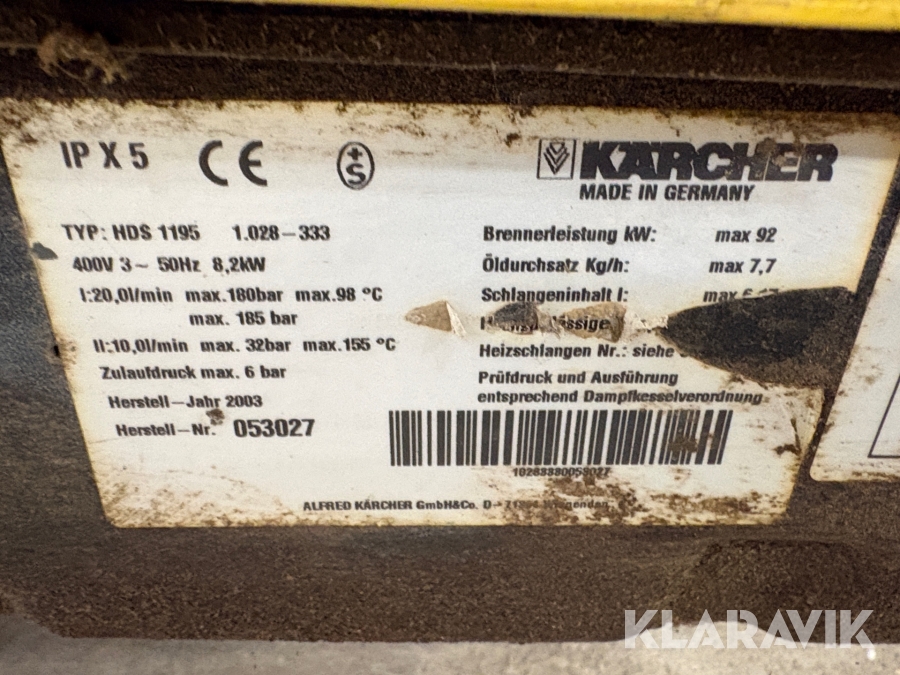 IP X 5
CE
+S
KÄRCHER
MADE IN GERMANY
TYP: HDS 1195 1.028-333
400V 3~ 50Hz 8,2kW
I:20,0l/min max.180bar max.98 °C
max. 185 bar
II:10,0l/min max. 32bar max.155 °C
Zulaufdruck max. 6 bar
Herstell-Jahr 2003
Herstell-Nr. 053027
Brennerleistung kW: max 92
Öldurchsatz Kg/h: max 7,7
Schlangeninhalt l: max
Heizschlangen Nr.: siehe
Prüfdruck und Ausführung
entsprechend Dampfkesselverordnung
ALFRED KÄRCHER GmbH&Co. D-
KLARAVIK